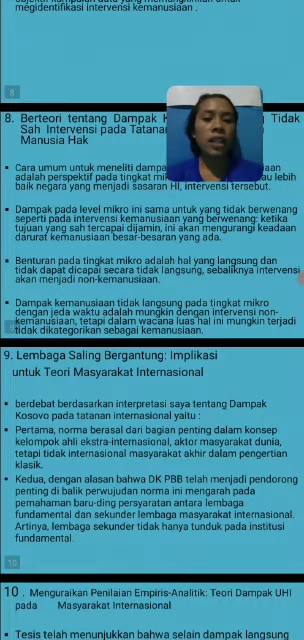 megidentifikasi intervensi kemanusiaan .
8
8. Berteori tentang Dampak Tidak
Sah Intervensi pada Tatanan
Manusia Hak
• Cara umum untuk meneliti
adalah perspektif pada tingkat lebih
baik negara yang menjadi sasaran HI, intervensi tersebut.
• Dampak pada level mikro ini sama untuk yang tidak berwenang
seperti pada intervensi kemanusiaan yang berwenang: ketika
tujuan yang sah tercapai dijamin, ini akan mengurangi keadaan
darurat kemanusiaan besar-besaran yang ada.
• Benturan pada tingkat mikro adalah hal yang langsung dan
tidak dapat dicapai secara tidak langsung, sebaliknya intervensi
akan menjadi non-kemanusiaan.
• Dampak kemanusiaan tidak langsung pada tingkat mikro
dengan jeda waktu adalah mungkin dengan intervensi non-
kemanusiaan, tetapi dalam wacana luas hal ini mungkin terjadi
tidak dikategorikan sebagai kemanusiaan.
9. Lembaga Saling Bergantung: Implikasi
untuk Teori Masyarakat Internasional
• berdebat berdasarkan interpretasi saya tentang Dampak
Kosovo pada tatanan internasional yaitu :
• Pertama, norma berasal dari bagian penting dalam konsep
kelompok ahli ekstra-internasional, aktor masyarakat dunia,
tetapi tidak internasional masyarakat akhir dalam pengertian
klasik.
• Kedua, dengan alasan bahwa DK PBB telah menjadi pendorong
penting di balik perwujudan norma ini mengarah pada
pemahaman baru-ding persyaratan antara lembaga
fundamental dan sekunder lembaga masyarakat internasional.
Artinya, lembaga sekunder tidak hanya tunduk pada institusi
fundamental.
10
10 . Menguraikan Penilaian Empiris-Analitik: Teori Dampak UHI
pada Masyarakat Internasional
• Tesis telah menunjukkan bahwa selain dampak langsung